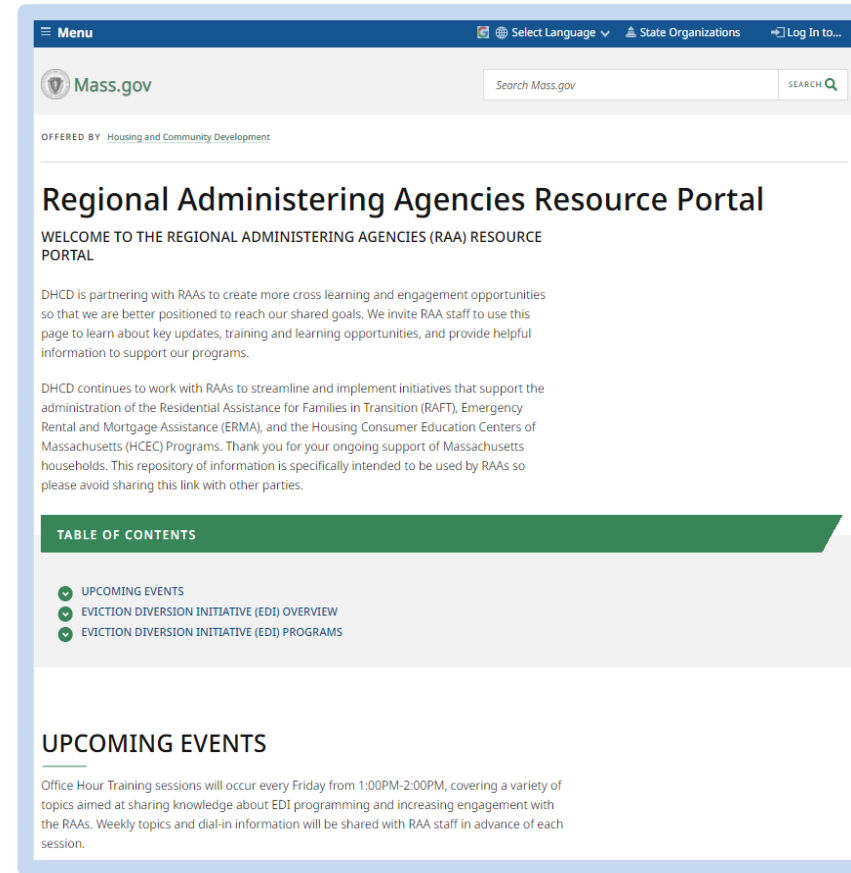 Menu
Select Language
State Organizations
Log In to...
Mass.gov
Search Mass.gov
SEARCH
OFFERED BY Housing and Community Development
Regional Administering Agencies Resource Portal
WELCOME TO THE REGIONAL ADMINISTERING AGENCIES (RAA) RESOURCE
PORTAL
DHCD is partnering with RAAs to create more cross learning and engagement opportunities
so that we are better positioned to reach our shared goals. We invite RAA staff to use this
page to learn about key updates, training and learning opportunities, and provide helpful
information to support our programs.
DHCD continues to work with RAAs to streamline and implement initiatives that support the
administration of the Residential Assistance for Families in Transition (RAFT), Emergency
Rental and Mortgage Assistance (ERMA), and the Housing Consumer Education Centers of
Massachusetts (HCEC) Programs. Thank you for your ongoing support of Massachusetts
households. This repository of information is specifically intended to be used by RAAs so
please avoid sharing this link with other parties.
TABLE OF CONTENTS
UPCOMING EVENTS
EVICTION DIVERSION INITIATIVE (EDI) OVERVIEW
EVICTION DIVERSION INITIATIVE (EDI) PROGRAMS
UPCOMING EVENTS
Office Hour Training sessions will occur every Friday from 1:00PM-2:00PM, covering a variety of
topics aimed at sharing knowledge about EDI programming and increasing engagement with
the RAAs. Weekly topics and dial-in information will be shared with RAA staff in advance of each
session.